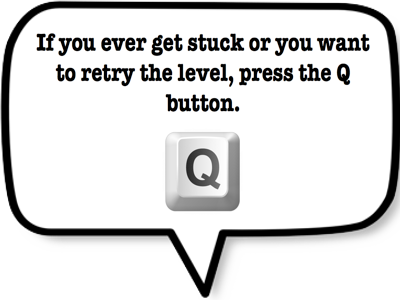 If you ever get stuck or you want
to retry the level, press the Q
button.
Q